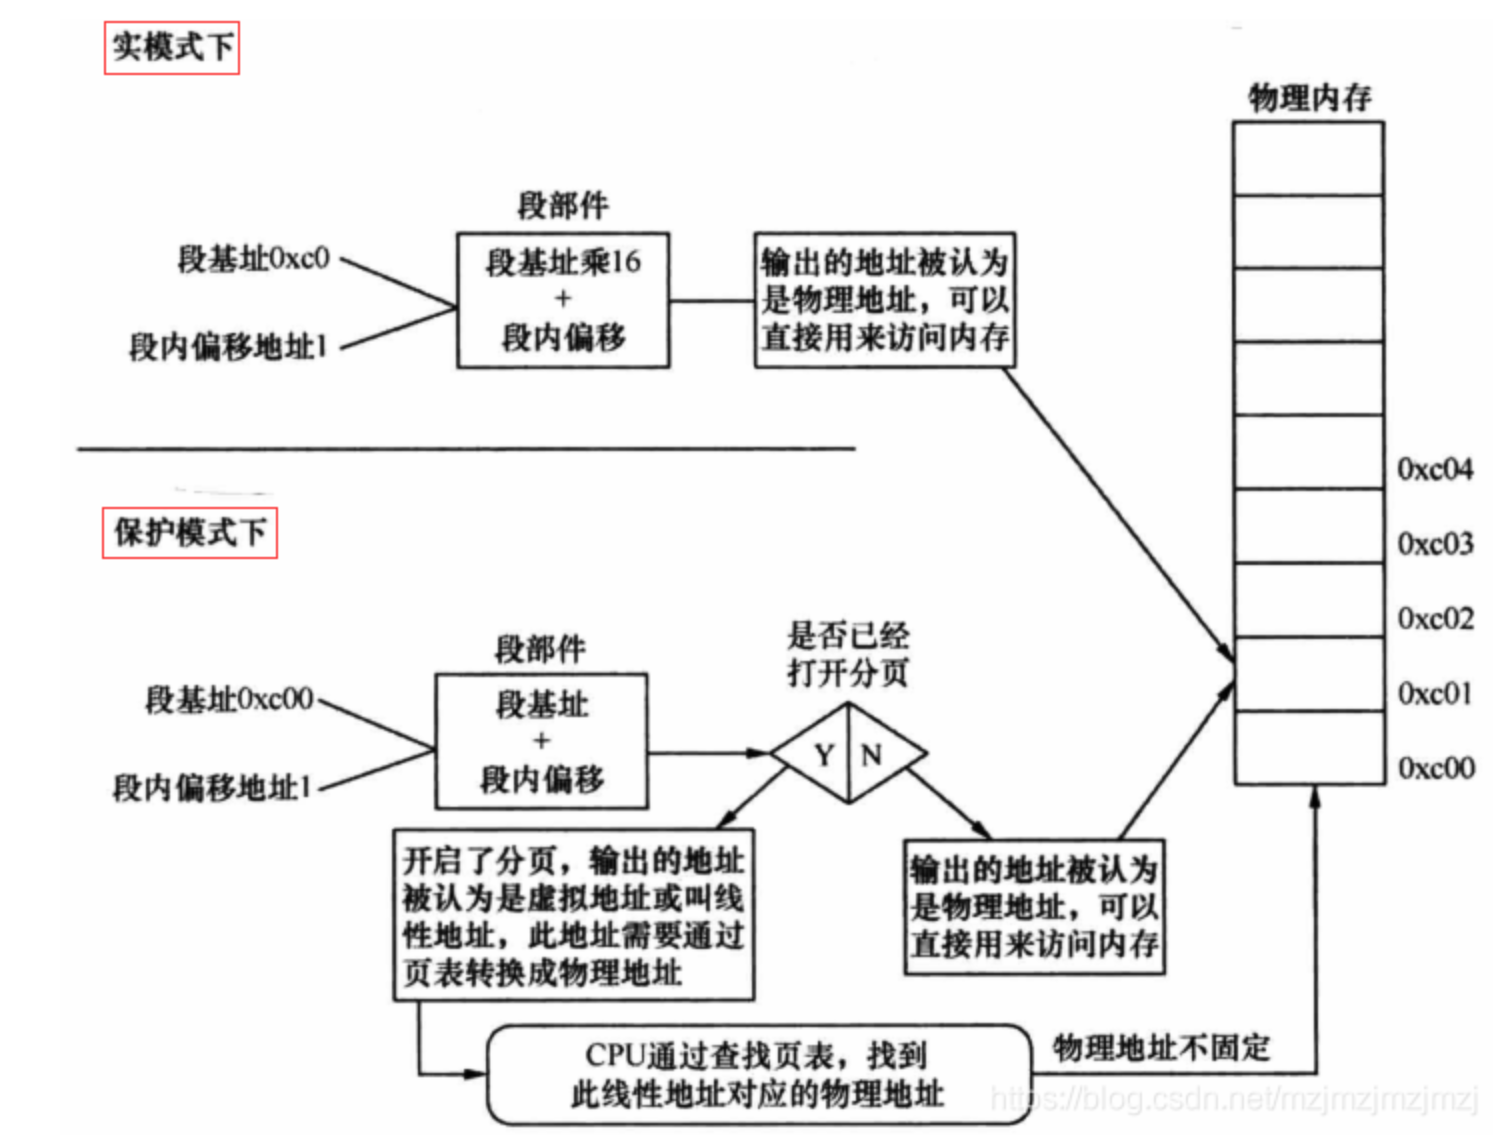 实模式下
物理内存
段部件
段基址0xc0
段内偏移地址1
段基址乘16
+
段内偏移
输出的地址被认为
是物理地址，可以
直接用来访问内存
0xc04
0xc03
0xc02
0xc01
0xc00
保护模式下
段部件
段基址0xc00
段内偏移地址1
段基址
+
段内偏移
是否已经
打开分页
Y
N
开启了分页，输出的地址
被认为是虚拟地址或叫线
性地址，此地址需要通过
页表转换成物理地址
输出的地址被认为
是物理地址，可以
直接用来访问内存
CPU通过查找页表，找到
此线性地址对应的物理地址
物理地址不固定
https://blog.csdn.net/mzjmzjmzjmzj